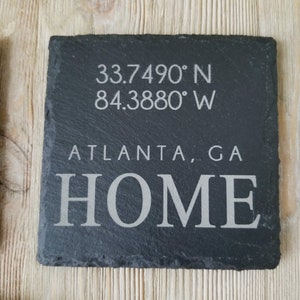 33.7490° N
84.3880° W
ATLANTA, GA
HOME